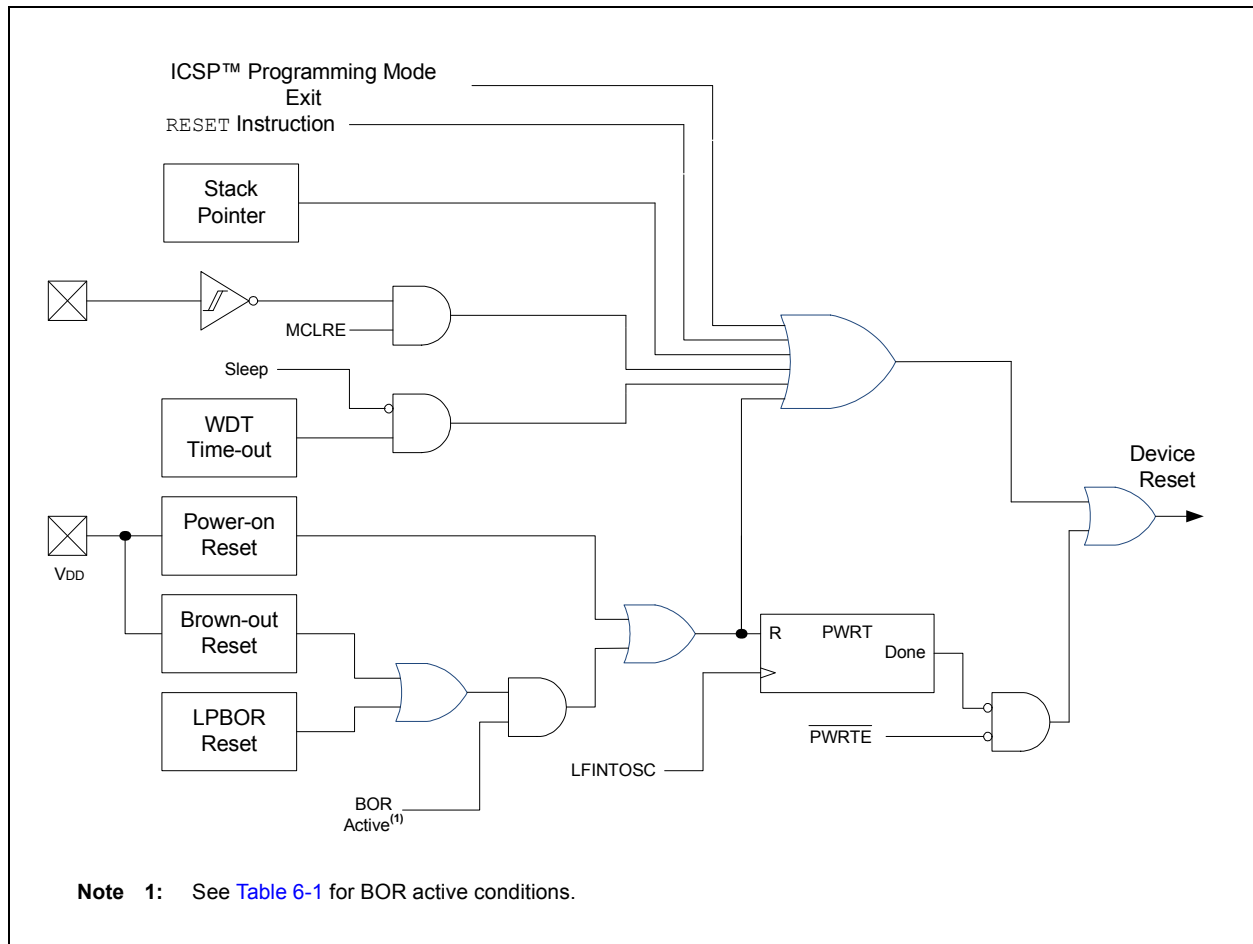 ICSP™ Programming Mode
Exit
RESET Instruction
Stack
Pointer
MCLRE
Sleep
WDT
Time-out
Device
Reset
Power-on
Reset
VDD
Brown-out
Reset
R PWRT
Done
LPBOR
Reset
PWRTE
LFINTOSC
BOR
Active(1)
Note 1: See Table 6-1 for BOR active conditions.